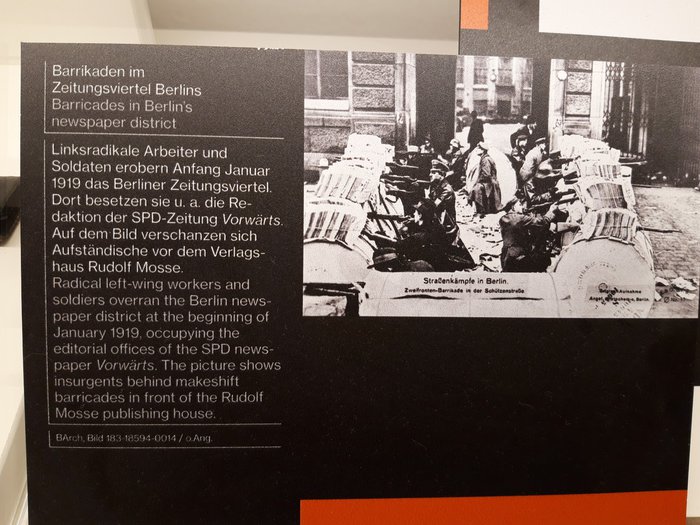 Barrikaden im
Zeitungsviertel Berlins
Barricades in Berlin's
newspaper district
Linksradikale Arbeiter und
Soldaten erobern Anfang Januar
1919 das Berliner Zeitungsviertel.
Dort besetzen sie u. a. die Re-
daktion der SPD-Zeitung Vorwärts.
Auf dem Bild verschanzen sich
Aufständische vor dem Verlags-
haus Rudolf Mosse.
Radical left-wing workers and
soldiers overran the Berlin news-
paper district at the beginning of
January 1919, occupying the
editorial offices of the SPD news-
paper Vorwärts. The picture shows
insurgents behind makeshift
barricades in front of the Rudolf
Mosse publishing house.
BArch, Bild 183-18594-0014 / o.Ang.
Straßenkämpfe in Berlin.
Zweifronten-Barrikade in der Schützenstraße.
Berlin.